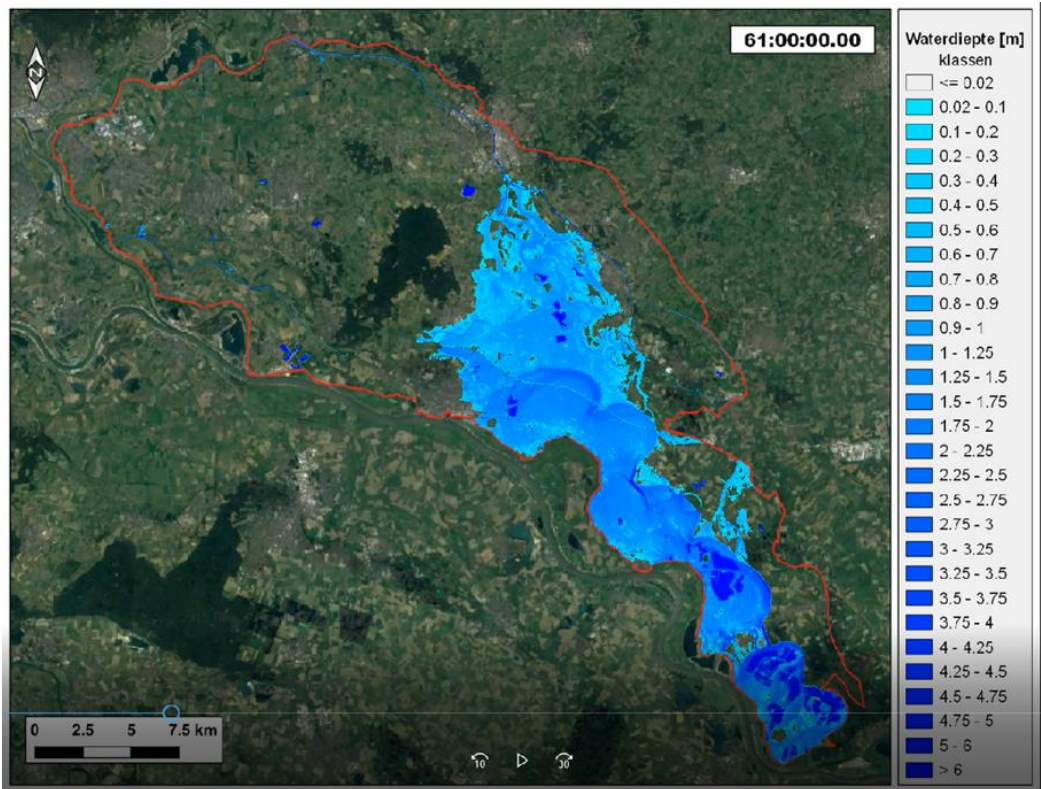 61:00:00.00
N
Waterdiepte [m]
klassen
<= 0.02
0.02 - 0.1
0.1 - 0.2
0.2 - 0.3
0.3 - 0.4
0.4 - 0.5
0.5 - 0.6
0.6 - 0.7
0.7 - 0.8
0.8 - 0.9
0.9 - 1
1 - 1.25
1.25 - 1.5
1.5 - 1.75
1.75 - 2
2 - 2.25
2.25 - 2.5
2.5 - 2.75
2.75 - 3
3 - 3.25
3.25 - 3.5
3.5 - 3.75
3.75 - 4
4 - 4.25
4.25 - 4.5
4.5 - 4.75
4.75 - 5
5 - 6
> 6
0 2.5 5 7.5 km
10 30